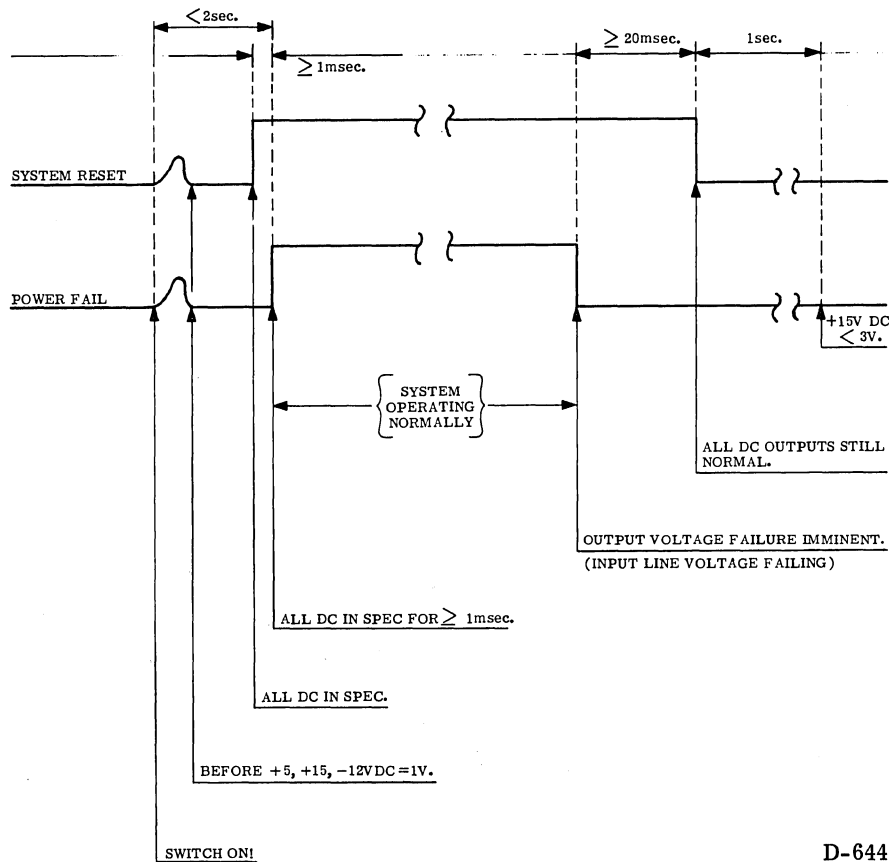 <2sec.
≥ 1msec.
≥ 20msec.
1sec.
SYSTEM RESET
POWER FAIL
+15V DC
< 3V.
SYSTEM
OPERATING
NORMALLY
ALL DC OUTPUTS STILL
NORMAL.
OUTPUT VOLTAGE FAILURE IMMINENT.
(INPUT LINE VOLTAGE FAILING)
ALL DC IN SPEC FOR ≥ 1msec.
ALL DC IN SPEC.
BEFORE +5, +15, -12VDC=1V.
SWITCH ON!
D-644